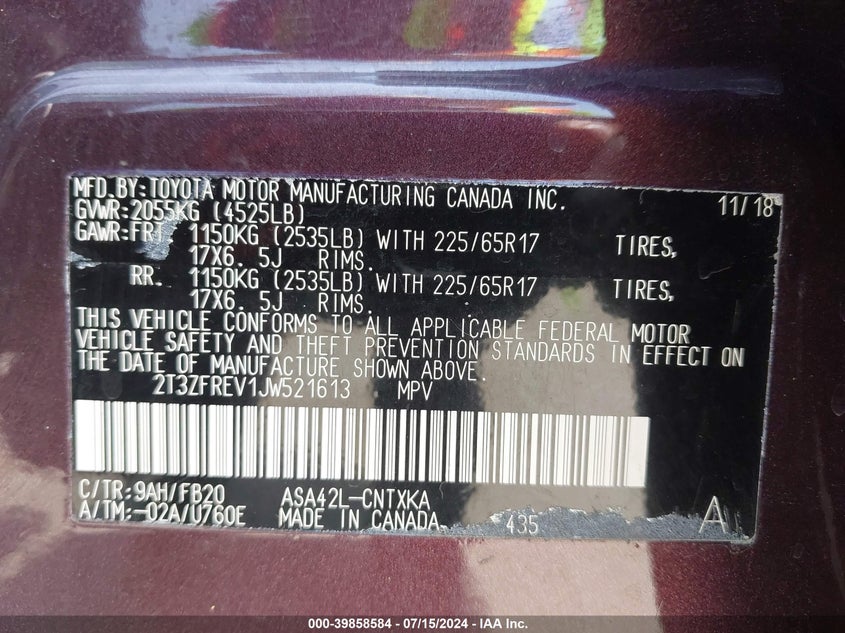 MFD. BY: TOYOTA MOTOR MANUFACTURING CANADA INC. 11/18
GVWR: 2055KG (4525LB)
GAWR: FRT 1150KG (2535LB) WITH 225/65R17 TIRES,
17X6. 5J RIMS.
RR. 1150KG (2535LB) WITH 225/65R17 TIRES,
17X6. 5J RIMS.
THIS VEHICLE CONFORMS TO ALL APPLICABLE FEDERAL MOTOR
VEHICLE SAFETY AND THEFT PREVENTION STANDARDS IN EFFECT ON
THE DATE OF MANUFACTURE SHOWN ABOVE.
2T3ZFREV1JW521613 MPV
C/TR: 9AH/FB20 ASA42L-CNTXKA
A/TM: -02A/U760E MADE IN CANADA 435 A
000-39858584 - 07/15/2024 - IAA Inc.